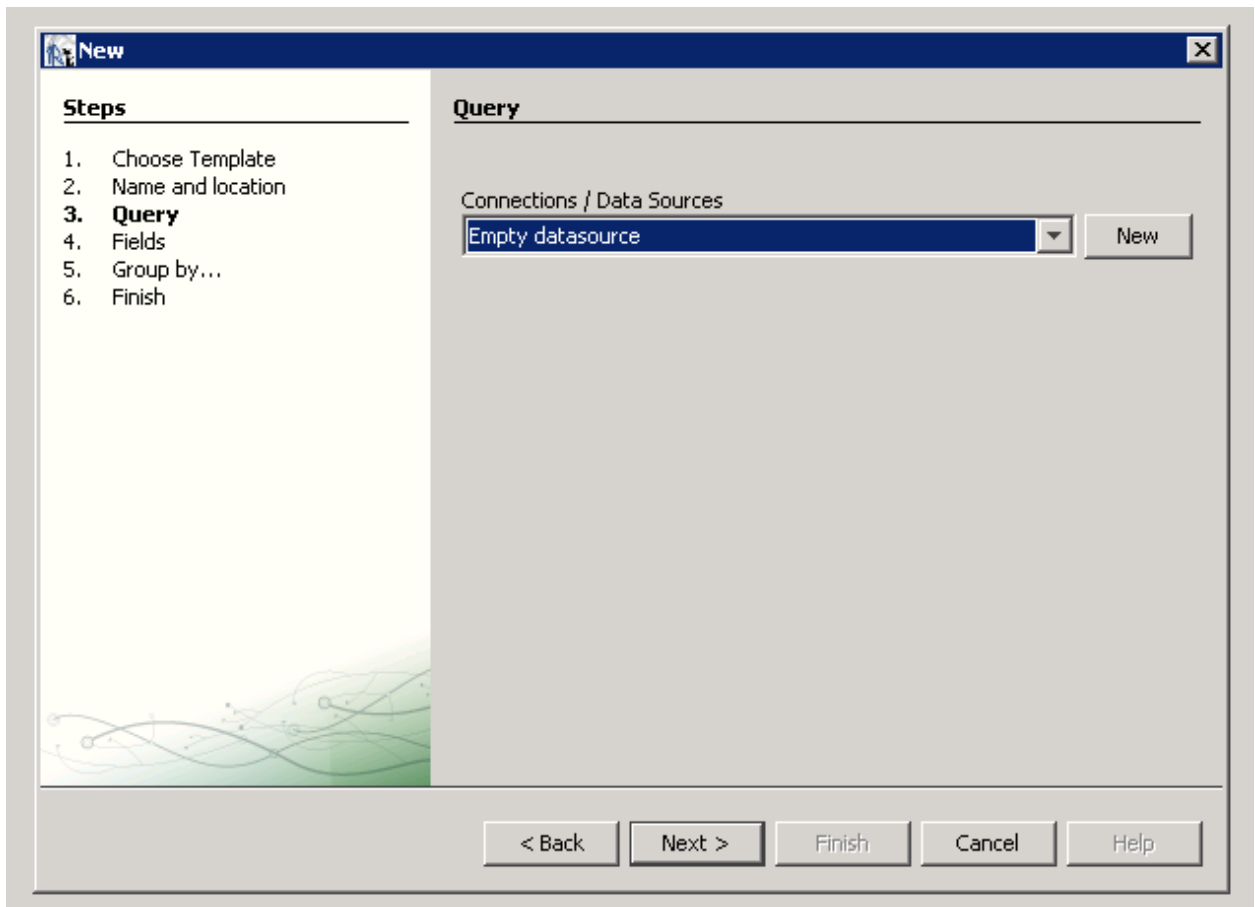 New
Steps
1. Choose Template
2. Name and location
3. Query
4. Fields
5. Group by...
6. Finish
Query
Connections / Data Sources
Empty datasource
New
< Back
Next >
Finish
Cancel
Help